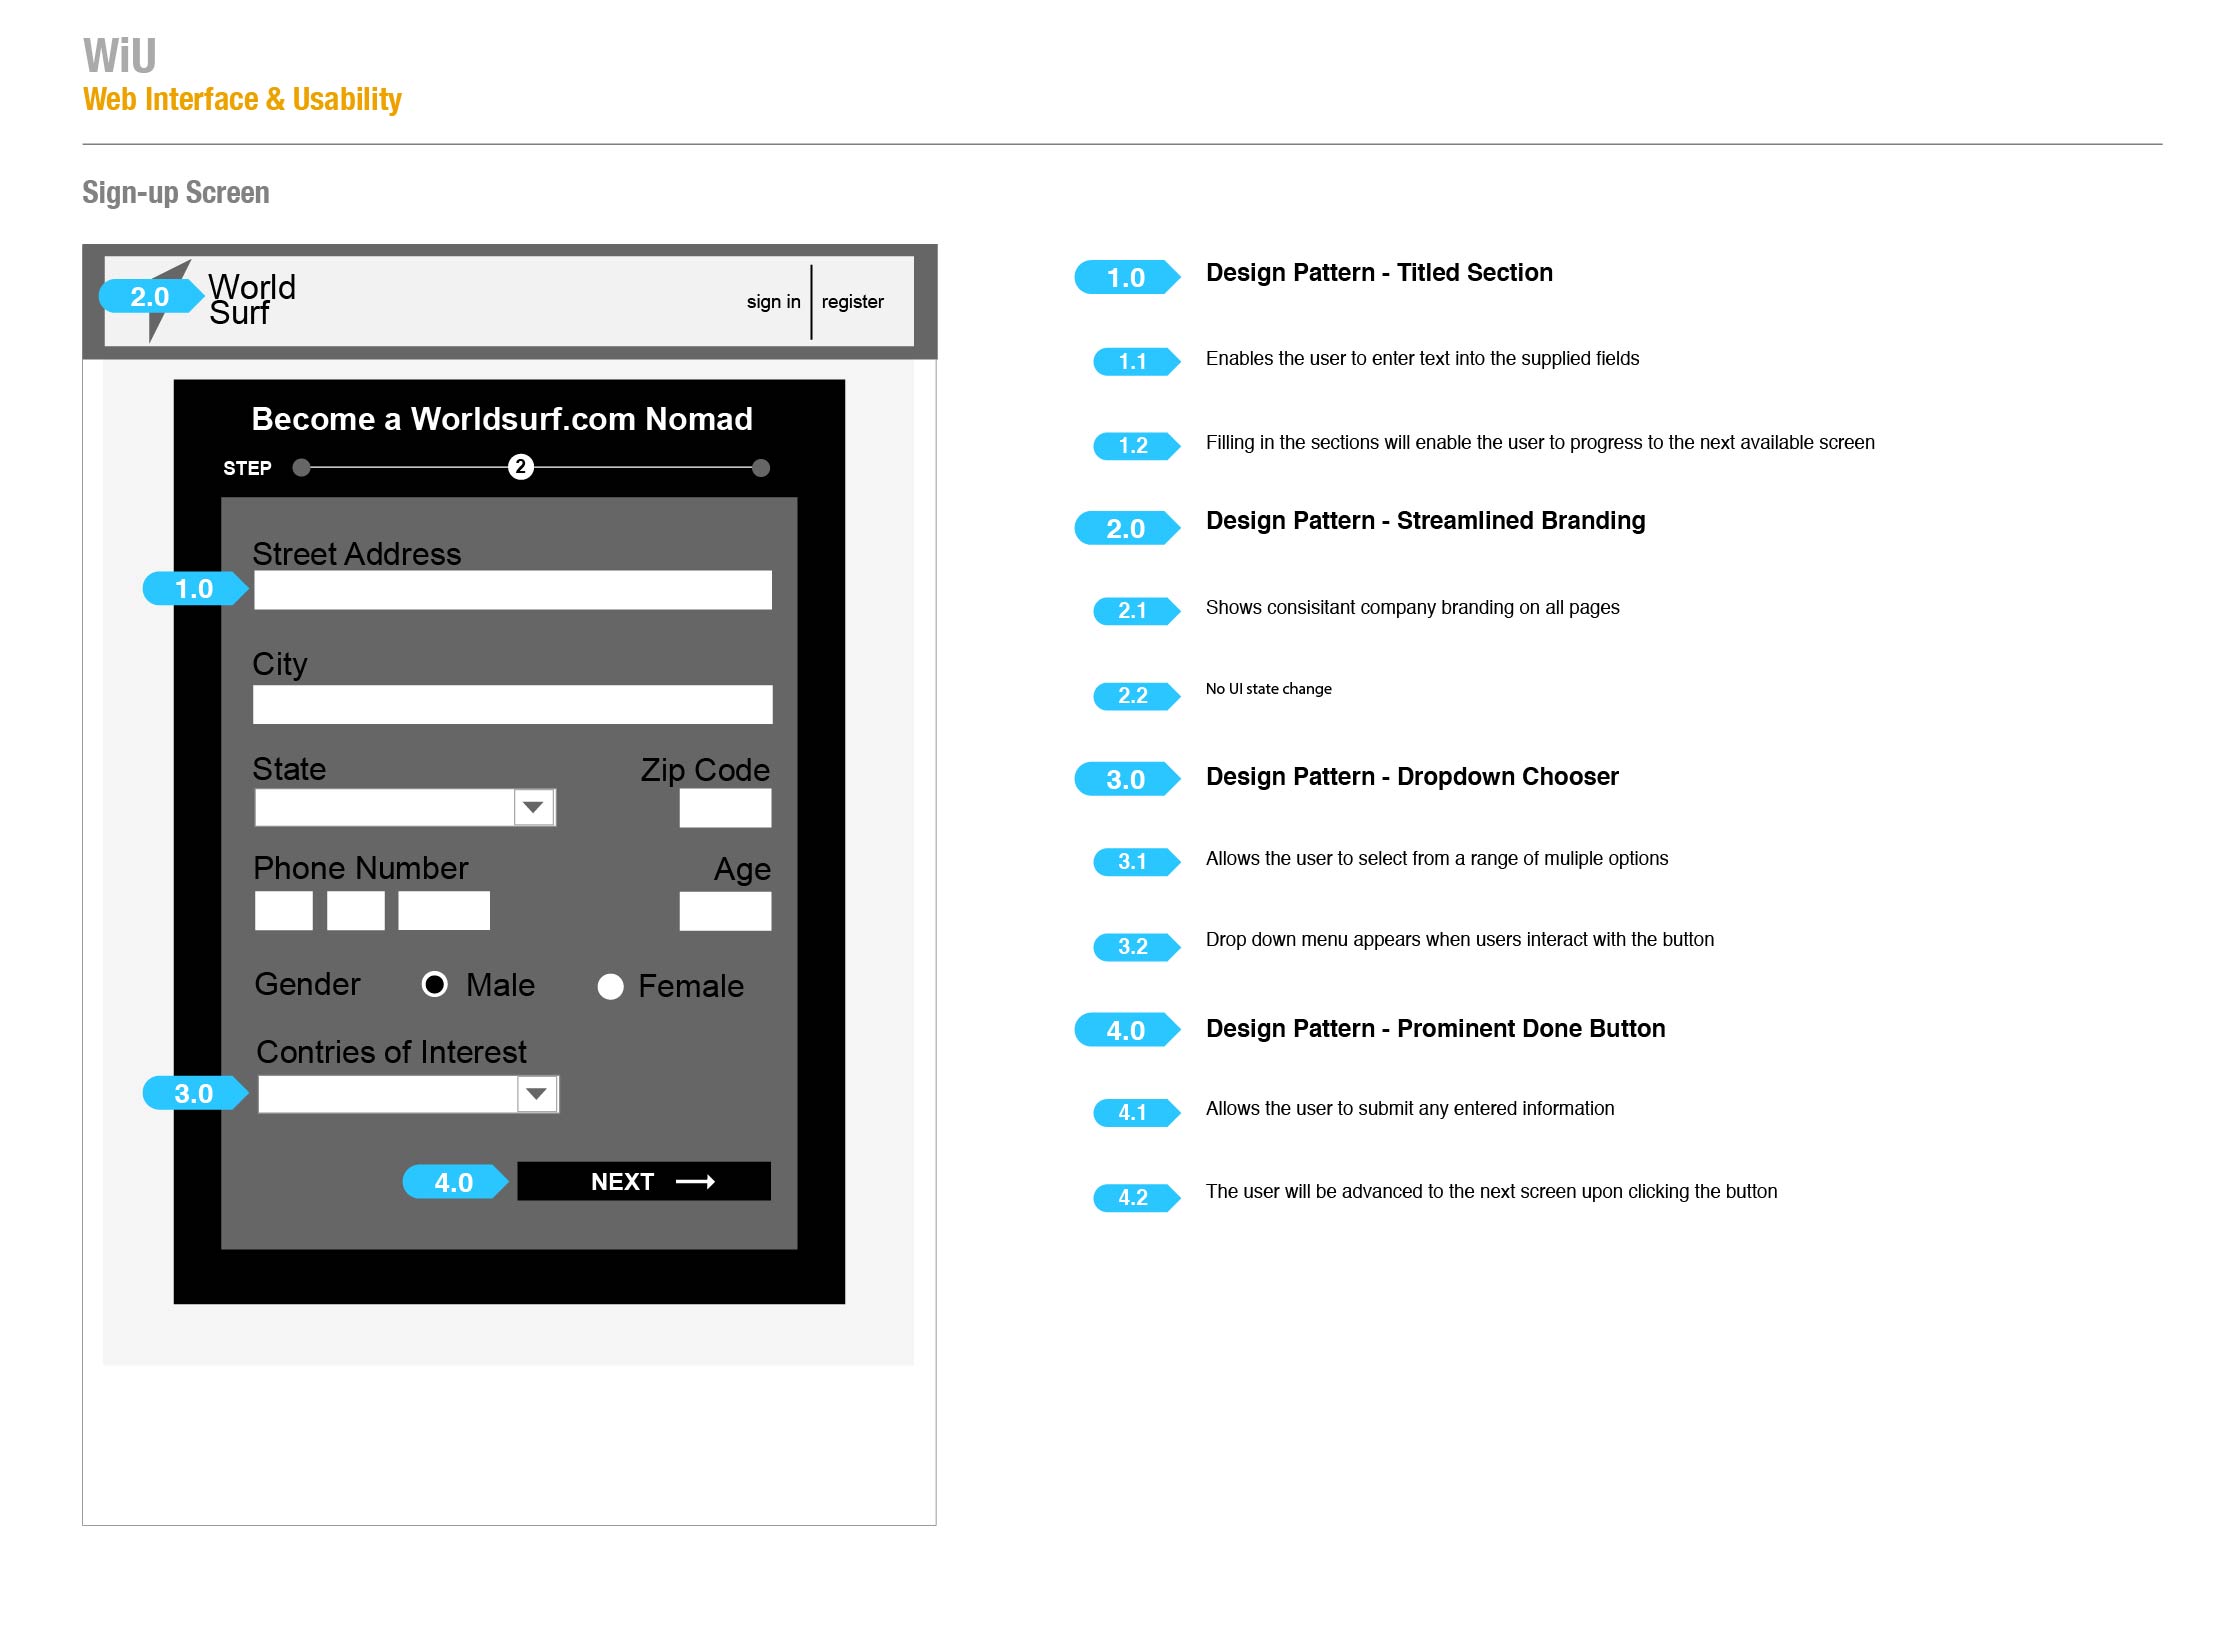 WiU
Web Interface & Usability
Sign-up Screen
2.0
World
Surf
sign in
register
Become a Worldsurf.com Nomad
STEP
2
Street Address
1.0
City
State
Zip Code
Phone Number
Age
Gender
Male
Female
Contries of Interest
3.0
4.0
NEXT
1.0 Design Pattern - Titled Section
1.1 Enables the user to enter text into the supplied fields
1.2 Filling in the sections will enable the user to progress to the next available screen
2.0 Design Pattern - Streamlined Branding
2.1 Shows consisitant company branding on all pages
2.2 No UI state change
3.0 Design Pattern - Dropdown Chooser
3.1 Allows the user to select from a range of muliple options
3.2 Drop down menu appears when users interact with the button
4.0 Design Pattern - Prominent Done Button
4.1 Allows the user to submit any entered information
4.2 The user will be advanced to the next screen upon clicking the button